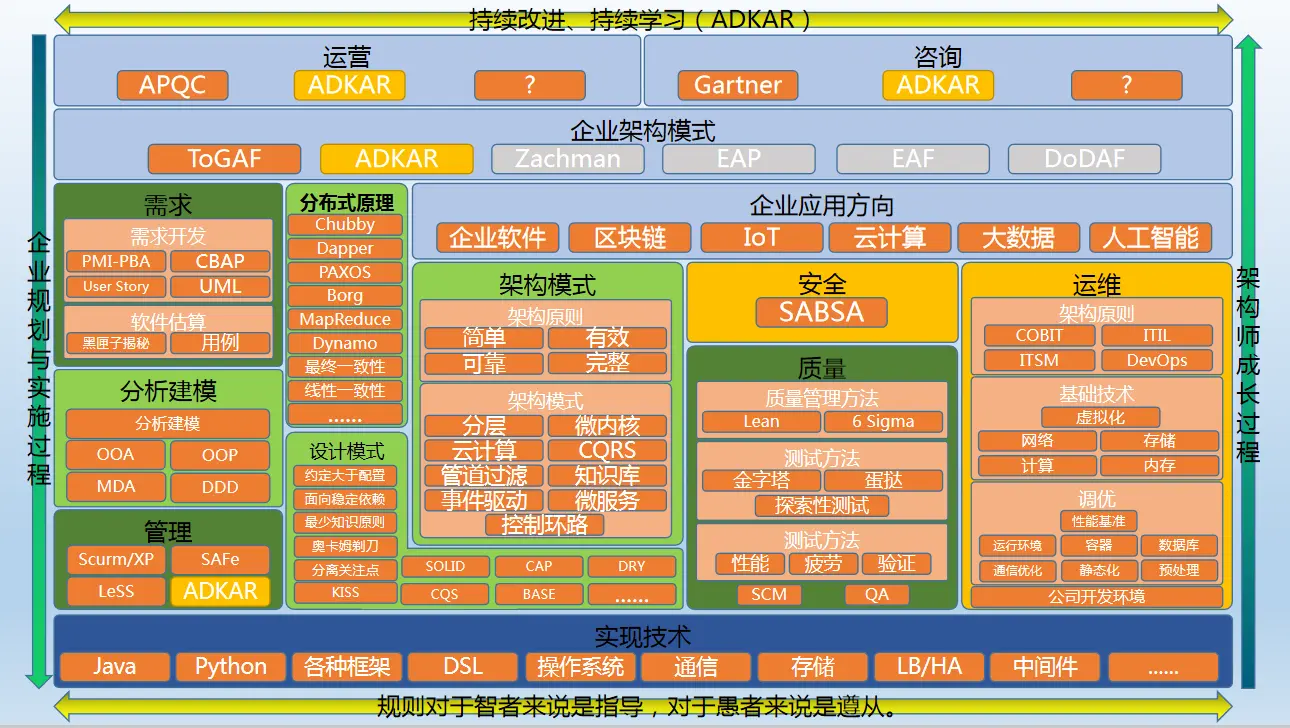 持续改进、持续学习（ADKAR）
企业规划与实施过程
架构师成长过程
运营
APQC
ADKAR
?
咨询
Gartner
ADKAR
?
企业架构模式
ToGAF
ADKAR
Zachman
EAP
EAF
DoDAF
需求
需求开发
PMI-PBA
CBAP
User Story
UML
软件估算
黑匣子揭秘
用例
分析建模
分析建模
OOA
OOP
MDA
DDD
管理
Scurm/XP
SAFe
LeSS
ADKAR
分布式原理
Chubby
Dapper
PAXOS
Borg
MapReduce
Dynamo
最终一致性
线性一致性
......
设计模式
约定大于配置
面向稳定依赖
最少知识原则
奥卡姆剃刀
分离关注点
KISS
SOLID
CAP
DRY
CQS
BASE
......
企业应用方向
企业软件
区块链
IoT
云计算
大数据
人工智能
架构模式
架构原则
简单
有效
可靠
完整
架构模式
分层
微内核
云计算
CQRS
管道过滤
知识库
事件驱动
微服务
控制环路
安全
SABSA
质量
质量管理方法
Lean
6 Sigma
测试方法
金字塔
蛋挞
探索性测试
测试方法
性能
疲劳
验证
SCM
QA
运维
架构原则
COBIT
ITIL
ITSM
DevOps
基础技术
虚拟化
网络
存储
计算
内存
调优
性能基准
运行环境
容器
数据库
通信优化
静态化
预处理
公司开发环境
实现技术
Java
Python
各种框架
DSL
操作系统
通信
存储
LB/HA
中间件
......
规则对于智者来说是指导，对于愚者来说是遵从。